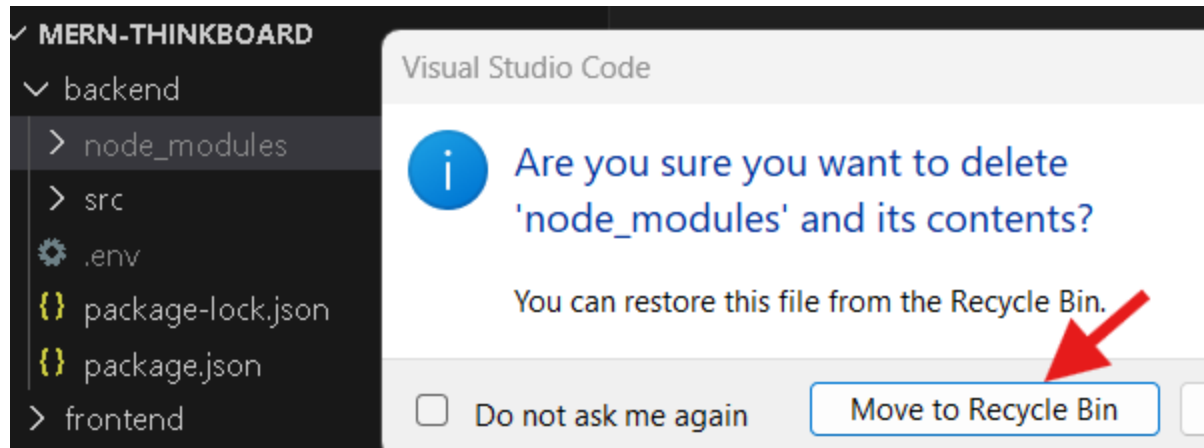 MERN-THINKBOARD
backend
node_modules
src
.env
package-lock.json
package.json
frontend
Visual Studio Code
Are you sure you want to delete
'node_modules' and its contents?
You can restore this file from the Recycle Bin.
Do not ask me again
Move to Recycle Bin